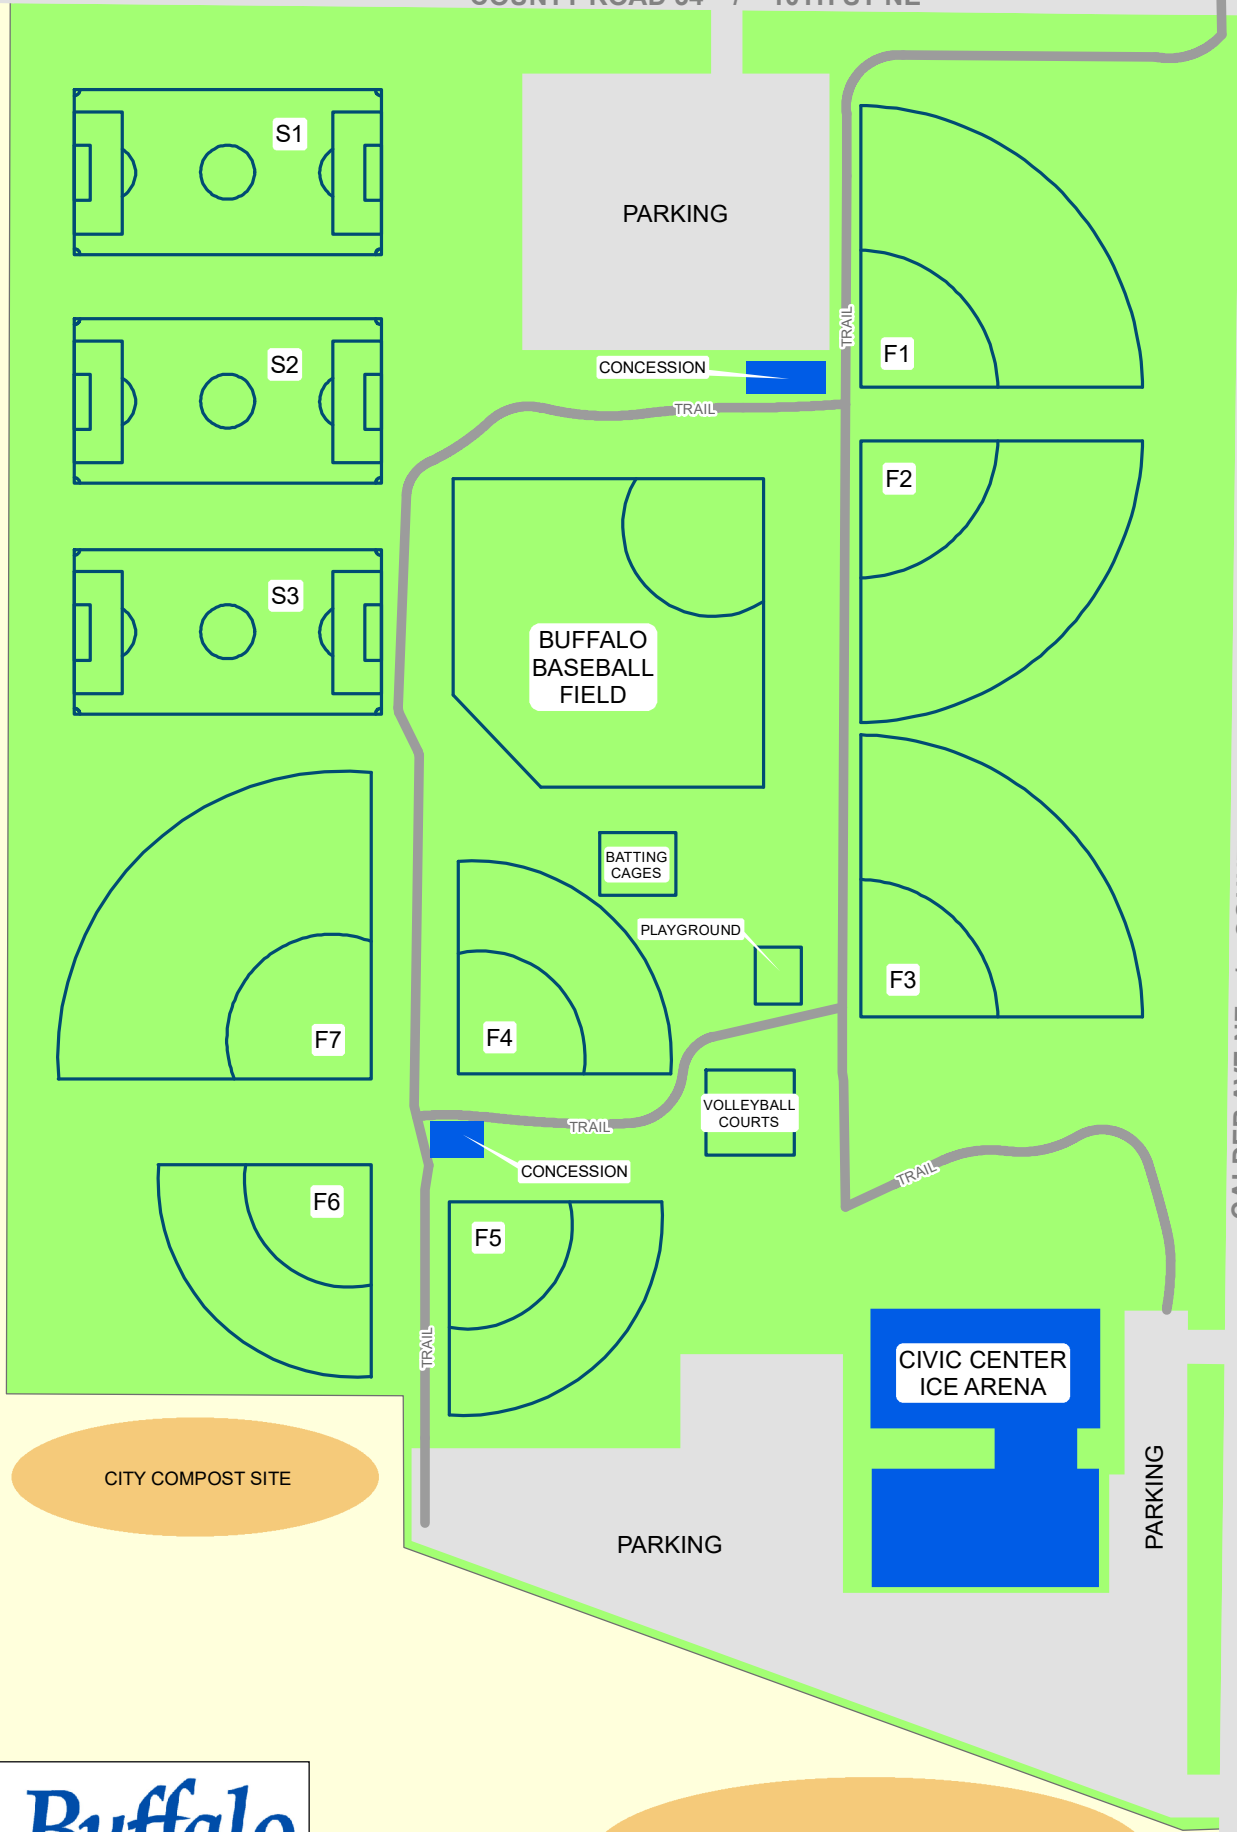 S1
PARKING
TRAIL
F1
S2
CONCESSION
TRAIL
F2
S3
BUFFALO
BASEBALL
FIELD
BATTING
CAGES
PLAYGROUND
F3
F7
F4
VOLLEYBALL
COURTS
TRAIL
CONCESSION
TRAIL
F6
F5
TRAIL
CIVIC CENTER
ICE ARENA
CITY COMPOST SITE
PARKING
PARKING
Buffalo